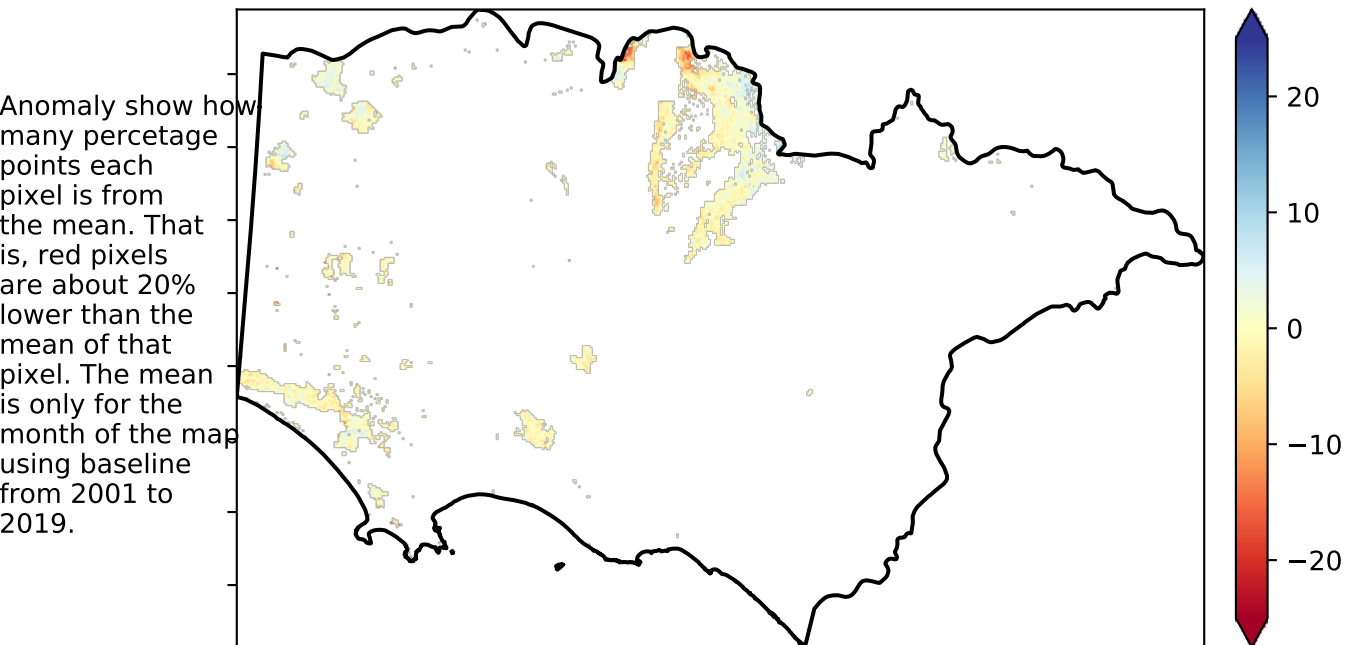 Anomaly show how
many percetage
points each
pixel is from
the mean. That
is, red pixels
are about 20%
lower than the
mean of that
pixel. The mean
is only for the
month of the map
using baseline
from 2001 to
2019.
20
10
0
−10
−20